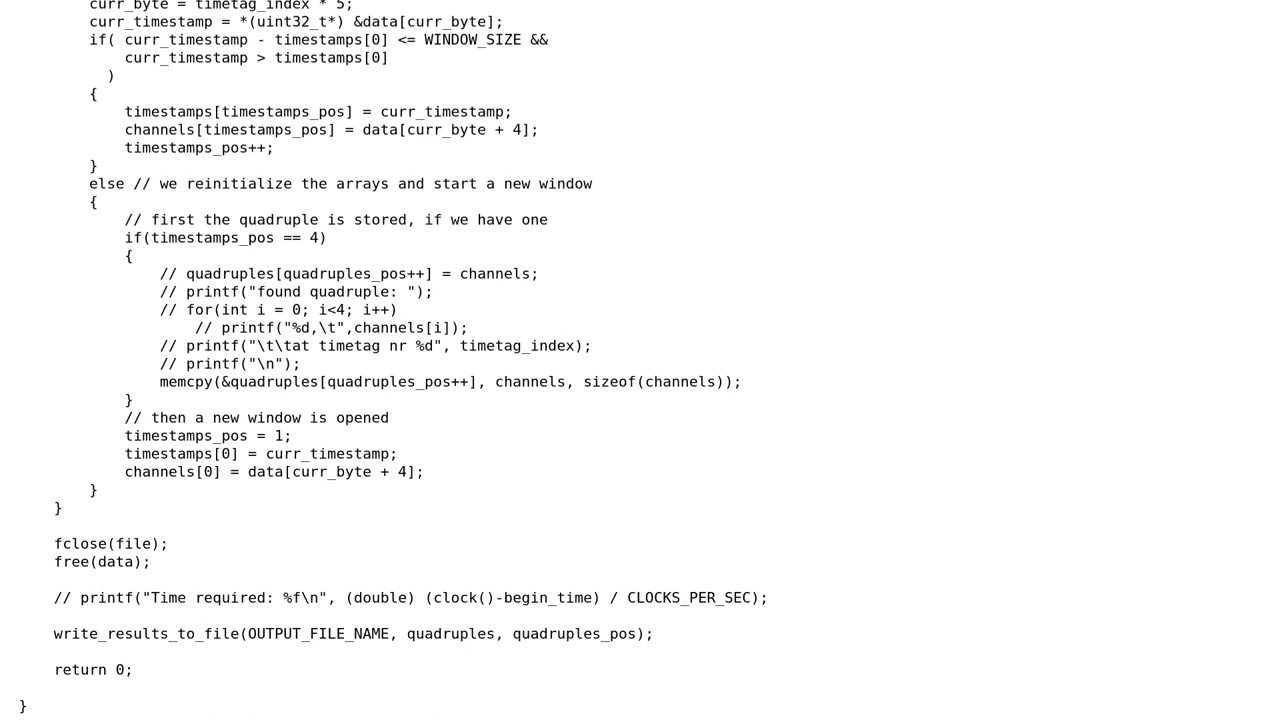 curr_byte = timetag_index * 5;
curr_timestamp = *(uint32_t*) &data[curr_byte];
if( curr_timestamp - timestamps[0] <= WINDOW_SIZE &&
curr_timestamp > timestamps[0]
)
{
timestamps[timestamps_pos] = curr_timestamp;
channels[timestamps_pos] = data[curr_byte + 4];
timestamps_pos++;
}
else // we reinitialize the arrays and start a new window
{
// first the quadruple is stored, if we have one
if(timestamps_pos == 4)
{
// quadruples[quadruples_pos++] = channels;
// printf("found quadruple: ");
// for(int i = 0; i<4; i++)
// printf("%d,\t",channels[i]);
// printf("\t\tat timetag nr %d", timetag_index);
// printf("\n");
memcpy(&quadruples[quadruples_pos++], channels, sizeof(channels));
}
// then a new window is opened
timestamps_pos = 1;
timestamps[0] = curr_timestamp;
channels[0] = data[curr_byte + 4];
}
}
fclose(file);
free(data);
// printf("Time required: %f\n", (double) (clock()-begin_time) / CLOCKS_PER_SEC);
write_results_to_file(OUTPUT_FILE_NAME, quadruples, quadruples_pos);
return 0;
}